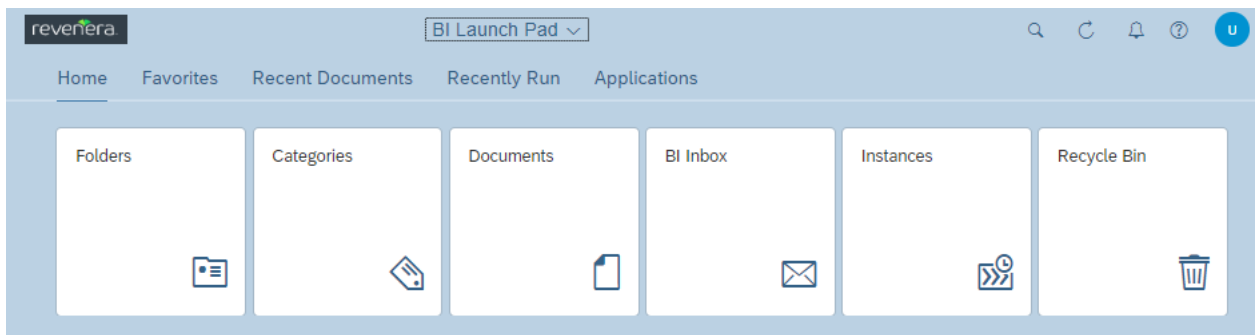 revenera.
BI Launch Pad
U
Home Favorites Recent Documents Recently Run Applications
Folders Categories Documents BI Inbox Instances Recycle Bin